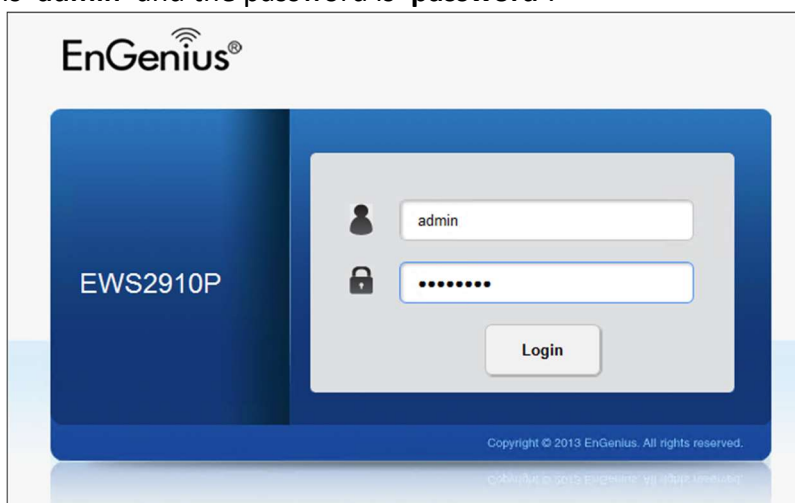 is admin and the password is password .
EnGenius®
admin
EWS2910P
••••••••
Login
Copyright © 2013 EnGenius. All rights reserved.